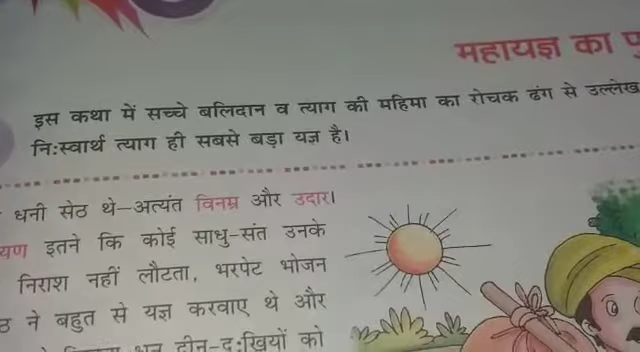 महायज्ञ का
इस कथा में सच्चे बलिदान व त्याग की महिमा का रोचक ढंग से उल्लेख
नि:स्वार्थ त्याग ही सबसे बड़ा यज्ञ है।
धनी सेठ थे–अत्यंत विनम्र और उदार।
इतने कि कोई साधु-संत उनके
निराश नहीं लौटता, भरपेट भोजन
ने बहुत से यज्ञ करवाए थे और
दीन-दुःखियों को